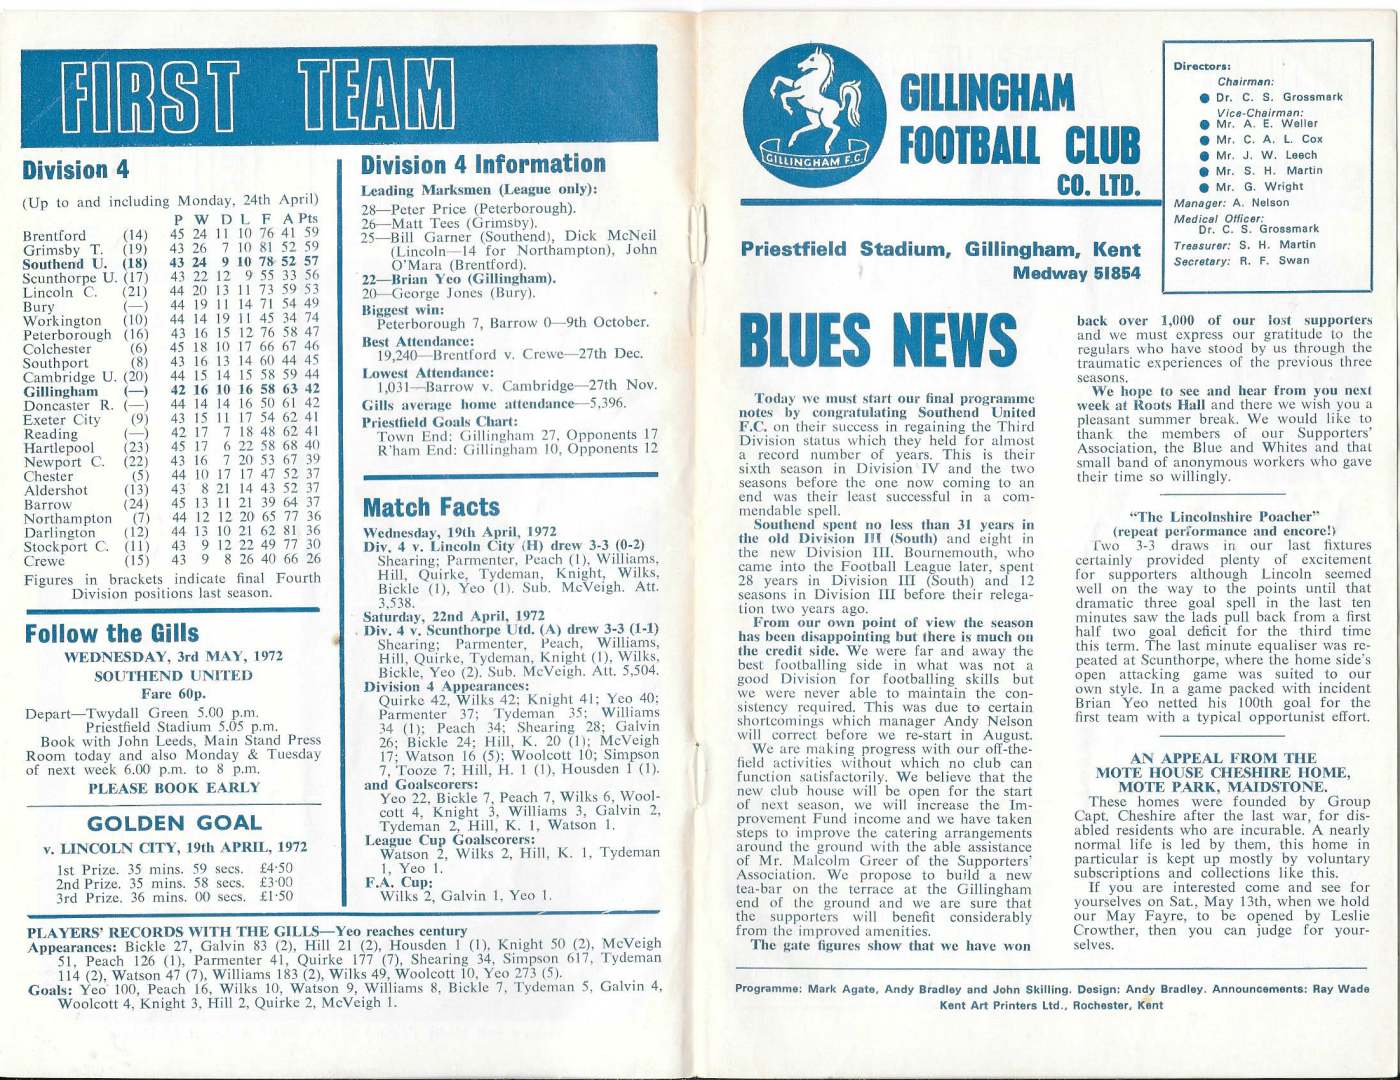 FIRST TEAM
Division 4
(Up to and including Monday, 24th April)
P W D L F A Pts
Brentford (14) 45 24 11 10 76 41 59
Grimsby T. (19) 43 26 7 10 81 52 59
Southend U. (18) 43 24 9 10 78 52 57
Scunthorpe U. (17) 43 22 12 9 55 33 56
Lincoln C. (21) 44 20 13 11 73 59 53
Bury (—) 44 19 11 14 71 54 49
Workington (10) 44 14 19 11 45 34 74
Peterborough (16) 43 16 15 12 76 58 47
Colchester (6) 45 18 10 17 66 67 46
Southport (8) 43 16 13 14 60 44 45
Cambridge U. (20) 44 15 14 15 58 59 44
Gillingham (—) 42 16 10 16 58 63 42
Doncaster R. (—) 44 14 14 16 50 61 42
Exeter City (9) 43 15 11 17 54 62 41
Reading (—) 42 17 7 18 48 62 41
Hartlepool (23) 45 17 6 22 58 68 40
Newport C. (22) 43 16 7 20 53 67 39
Chester (5) 44 10 17 17 47 52 37
Aldershot (13) 43 8 21 14 43 52 37
Barrow (24) 45 13 11 21 39 64 37
Northampton (7) 44 12 12 20 65 77 36
Darlington (12) 44 13 10 21 62 81 36
Stockport C. (11) 43 9 12 22 49 77 30
Crewe (15) 43 9 8 26 40 66 26
Figures in brackets indicate final Fourth
Division positions last season.
Follow the Gills
WEDNESDAY, 3rd MAY, 1972
SOUTHEND UNITED
Fare 60p.
Depart—Twydall Green 5.00 p.m.
Priestfield Stadium 5.05 p.m.
Book with John Leeds, Main Stand Press
Room today and also Monday & Tuesday
of next week 6.00 p.m. to 8 p.m.
PLEASE BOOK EARLY
GOLDEN GOAL
v. LINCOLN CITY, 19th APRIL, 1972
1st Prize. 35 mins. 59 secs. £4·50
2nd Prize. 35 mins. 58 secs. £3·00
3rd Prize. 36 mins. 00 secs. £1·50
Division 4 Information
Leading Marksmen (League only):
28—Peter Price (Peterborough).
26—Matt Tees (Grimsby).
25—Bill Garner (Southend), Dick McNeil
(Lincoln—14 for Northampton), John
O'Mara (Brentford).
22—Brian Yeo (Gillingham).
20—George Jones (Bury).
Biggest win:
Peterborough 7, Barrow 0—9th October.
Best Attendance:
19,240—Brentford v. Crewe—27th Dec.
Lowest Attendance:
1,031—Barrow v. Cambridge—27th Nov.
Gills average home attendance—5,396.
Priestfield Goals Chart:
Town End: Gillingham 27, Opponents 17
R'ham End: Gillingham 10, Opponents 12
Match Facts
Wednesday, 19th April, 1972
Div. 4 v. Lincoln City (H) drew 3-3 (0-2)
Shearing; Parmenter, Peach (1), Williams,
Hill, Quirke, Tydeman, Knight, Wilks,
Bickle (1), Yeo (1). Sub. McVeigh. Att.
3,538.
Saturday, 22nd April, 1972
Div. 4 v. Scunthorpe Utd. (A) drew 3-3 (1-1)
Shearing; Parmenter, Peach, Williams,
Hill, Quirke, Tydeman, Knight (1), Wilks,
Bickle, Yeo (2). Sub. McVeigh. Att. 5,504.
Division 4 Appearances:
Quirke 42, Wilks 42; Knight 41; Yeo 40;
Parmenter 37; Tydeman 35; Williams
34 (1); Peach 34; Shearing 28; Galvin
26; Bickle 24; Hill, K. 20 (1); McVeigh
17; Watson 16 (5); Woolcott 10; Simpson
7, Tooze 7; Hill, H. 1 (1), Housden 1 (1).
and Goalscorers:
Yeo 22, Bickle 7, Peach 7, Wilks 6, Wool-
cott 4, Knight 3, Williams 3, Galvin 2,
Tydeman 2, Hill, K. 1, Watson 1.
League Cup Goalscorers:
Watson 2, Wilks 2, Hill, K. 1, Tydeman
1, Yeo 1.
F.A. Cup:
Wilks 2, Galvin 1, Yeo 1.
PLAYERS' RECORDS WITH THE GILLS—Yeo reaches century
Appearances: Bickle 27, Galvin 83 (2), Hill 21 (2), Housden 1 (1), Knight 50 (2), McVeigh
51, Peach 126 (1), Parmenter 41, Quirke 177 (7), Shearing 34, Simpson 617, Tydeman
114 (2), Watson 47 (7), Williams 183 (2), Wilks 49, Woolcott 10, Yeo 273 (5).
Goals: Yeo 100, Peach 16, Wilks 10, Watson 9, Williams 8, Bickle 7, Tydeman 5, Galvin 4,
Woolcott 4, Knight 3, Hill 2, Quirke 2, McVeigh 1.
GILLINGHAM F.C.
GILLINGHAM
FOOTBALL CLUB
CO. LTD.
Priestfield Stadium, Gillingham, Kent
Medway 51854
Directors:
Chairman:
● Dr. C. S. Grossmark
Vice-Chairman:
● Mr. A. E. Weller
● Mr. C. A. L. Cox
● Mr. J. W. Leech
● Mr. S. H. Martin
● Mr. G. Wright
Manager: A. Nelson
Medical Officer:
Dr. C. S. Grossmark
Treasurer: S. H. Martin
Secretary: R. F. Swan
BLUES NEWS
Today we must start our final programme
notes by congratulating Southend United
F.C. on their success in regaining the Third
Division status which they held for almost
a record number of years. This is their
sixth season in Division IV and the two
seasons before the one now coming to an
end was their least successful in a com-
mendable spell.
Southend spent no less than 31 years in
the old Division III (South) and eight in
the new Division III. Bournemouth, who
came into the Football League later, spent
28 years in Division III (South) and 12
seasons in Division III before their relega-
tion two years ago.
From our own point of view the season
has been disappointing but there is much on
the credit side. We were far and away the
best footballing side in what was not a
good Division for footballing skills but
we were never able to maintain the con-
sistency required. This was due to certain
shortcomings which manager Andy Nelson
will correct before we re-start in August.
We are making progress with our off-the-
field activities without which no club can
function satisfactorily. We believe that the
new club house will be open for the start
of next season, we will increase the Im-
provement Fund income and we have taken
steps to improve the catering arrangements
around the ground with the able assistance
of Mr. Malcolm Greer of the Supporters'
Association. We propose to build a new
tea-bar on the terrace at the Gillingham
end of the ground and we are sure that
the supporters will benefit considerably
from the improved amenities.
The gate figures show that we have won
back over 1,000 of our lost supporters
and we must express our gratitude to the
regulars who have stood by us through the
traumatic experiences of the previous three
seasons.
We hope to see and hear from you next
week at Roots Hall and there we wish you a
pleasant summer break. We would like to
thank the members of our Supporters'
Association, the Blue and Whites and that
small band of anonymous workers who gave
their time so willingly.
"The Lincolnshire Poacher"
(repeat performance and encore!)
Two 3-3 draws in our last fixtures
certainly provided plenty of excitement
for supporters although Lincoln seemed
well on the way to the points until that
dramatic three goal spell in the last ten
minutes saw the lads pull back from a first
half two goal deficit for the third time
this term. The last minute equaliser was re-
peated at Scunthorpe, where the home side's
open attacking game was suited to our
own style. In a game packed with incident
Brian Yeo netted his 100th goal for the
first team with a typical opportunist effort.
AN APPEAL FROM THE
MOTE HOUSE CHESHIRE HOME,
MOTE PARK, MAIDSTONE.
These homes were founded by Group
Capt. Cheshire after the last war, for dis-
abled residents who are incurable. A nearly
normal life is led by them, this home in
particular is kept up mostly by voluntary
subscriptions and collections like this.
If you are interested come and see for
yourselves on Sat., May 13th, when we hold
our May Fayre, to be opened by Leslie
Crowther, then you can judge for your-
selves.
Programme: Mark Agate, Andy Bradley and John Skilling. Design: Andy Bradley. Announcements: Ray Wade
Kent Art Printers Ltd., Rochester, Kent